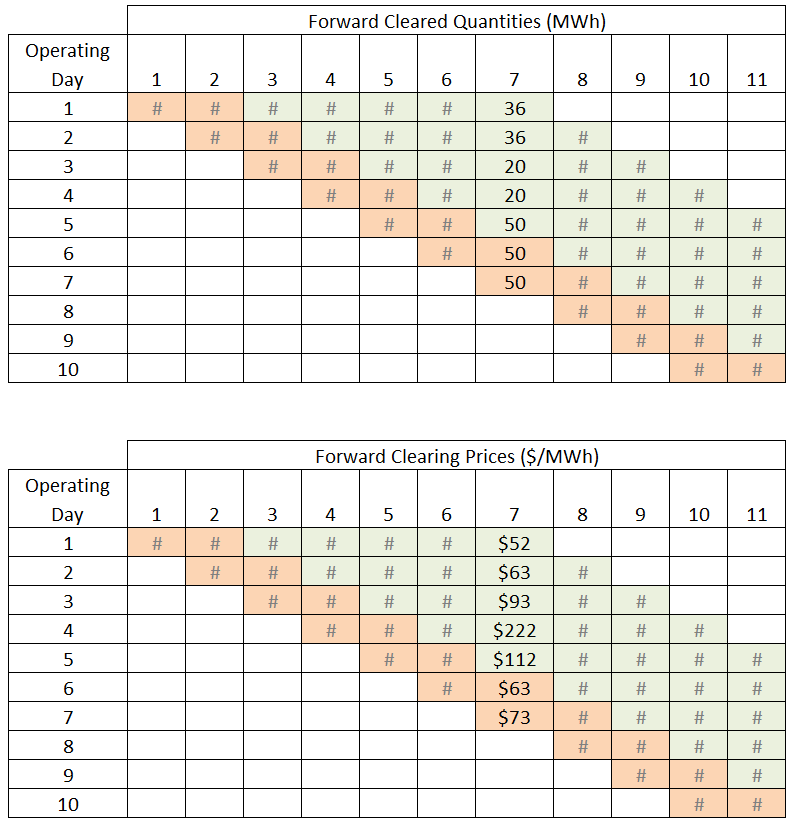 Forward Cleared Quantities (MWh)
Operating
Day 1 2 3 4 5 6 7 8 9 10 11
1 # # # # # # 36
2 # # # # # 36 #
3 # # # # 20 # #
4 # # # 20 # # #
5 # # 50 # # # #
6 # 50 # # # #
7 50 # # # #
8 # # # #
9 # # #
10 # #
Forward Clearing Prices ($/MWh)
Operating
Day 1 2 3 4 5 6 7 8 9 10 11
1 # # # # # # $52
2 # # # # # $63 #
3 # # # # $93 # #
4 # # # $222 # # #
5 # # $112 # # # #
6 # $63 # # # #
7 $73 # # # #
8 # # # #
9 # # #
10 # #